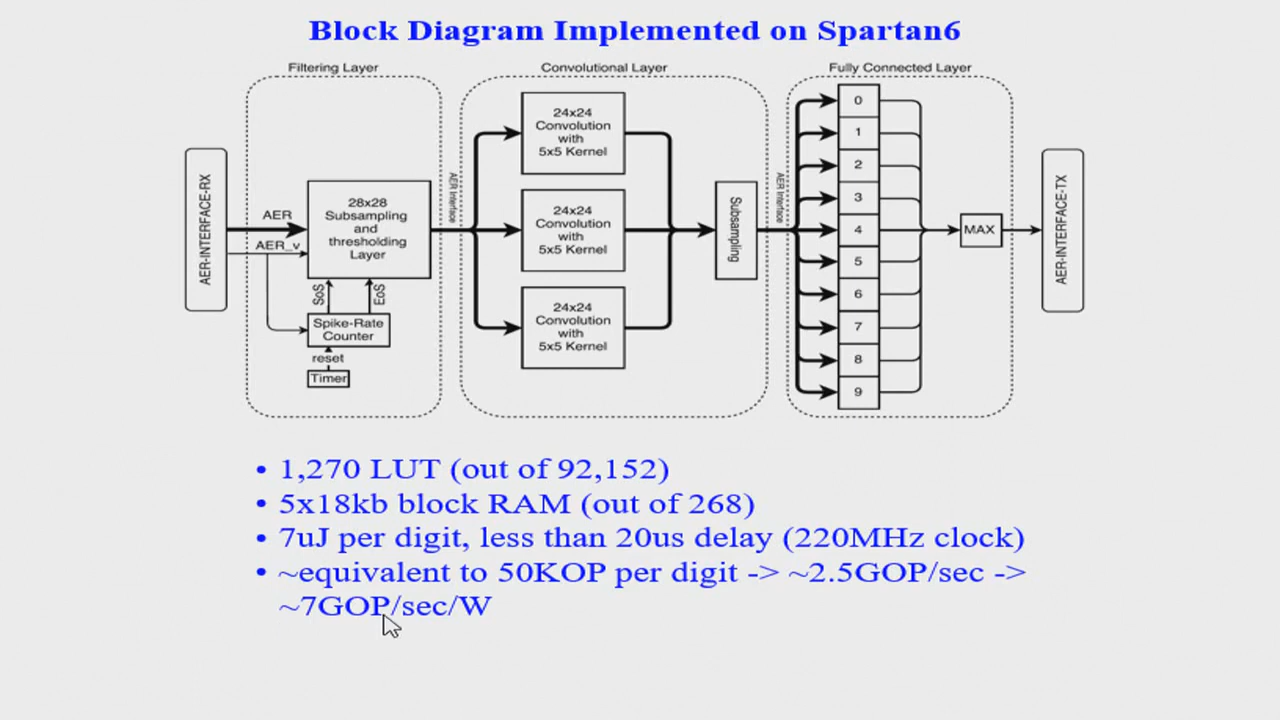 Block Diagram Implemented on Spartan6
Filtering Layer
Convolutional Layer
Fully Connected Layer
AER-INTERFACE-RX
AER
AER_v
28x28
Subsampling
and
thresholding
Layer
SoS
EoS
Spike-Rate
Counter
reset
Timer
AER Interface
24x24
Convolution
with
5x5 Kernel
24x24
Convolution
with
5x5 Kernel
24x24
Convolution
with
5x5 Kernel
Subsampling
AER Interface
0
1
2
3
4
5
6
7
8
9
MAX
AER-INTERFACE-TX
• 1,270 LUT (out of 92,152)
• 5x18kb block RAM (out of 268)
• 7uJ per digit, less than 20us delay (220MHz clock)
• ~equivalent to 50KOP per digit -> ~2.5GOP/sec ->
~7GOP/sec/W